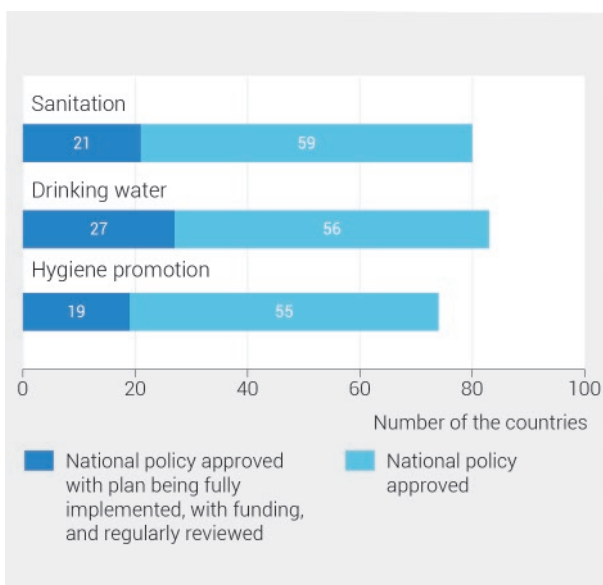 Sanitation
21 59
Drinking water
27 56
Hygiene promotion
19 55
0 20 40 60 80 100
Number of the countries
National policy approved
with plan being fully
implemented, with funding,
and regularly reviewed
National policy
approved